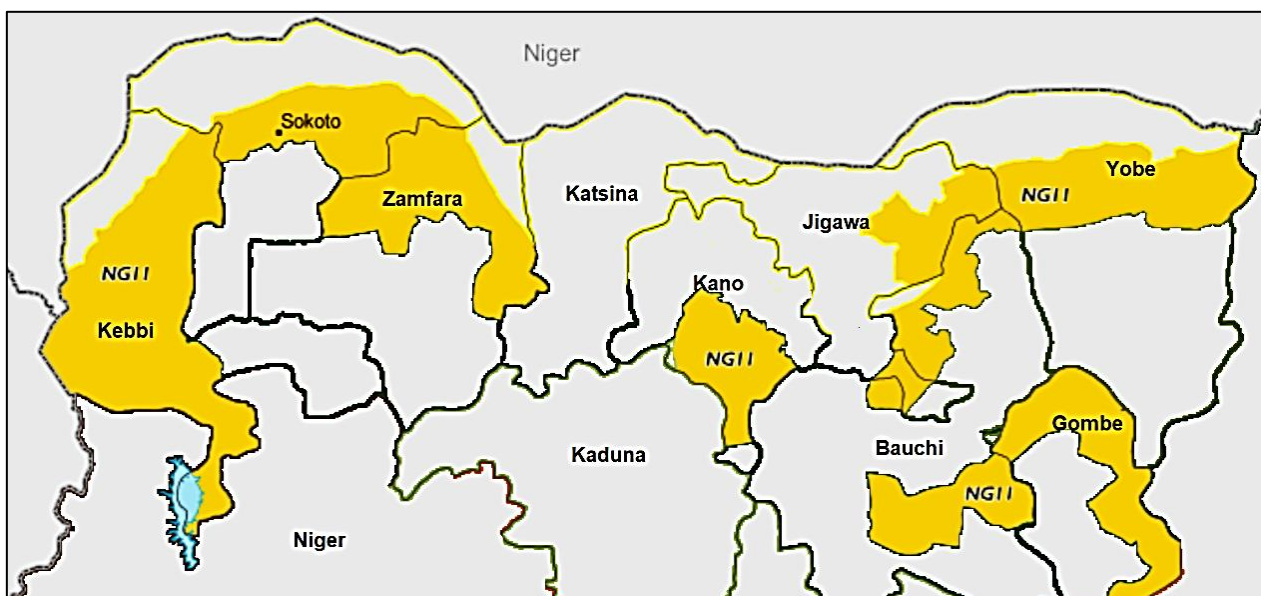 Niger
Sokoto
Yobe
Katsina
Zamfara
NG11
Jigawa
NG11
Kano
Kebbi
NG11
Gombe
Bauchi
Kaduna
NG11
Niger